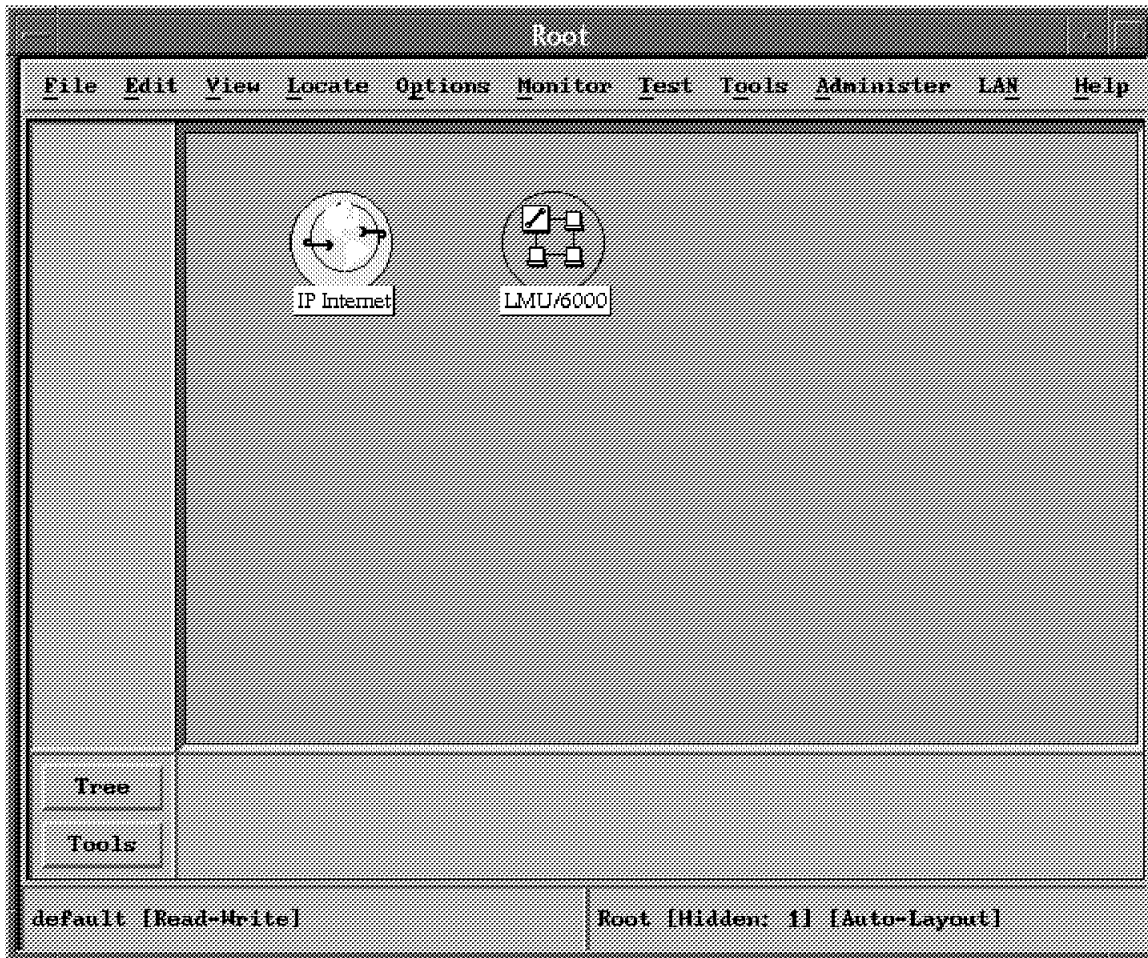 Root
File Edit View Locate Options Monitor Test Tools Administer LAN Help
IP Internet LMU/6000
Tree
Tools
default [Read-Write] Root [Hidden: 1] [Auto-Layout]